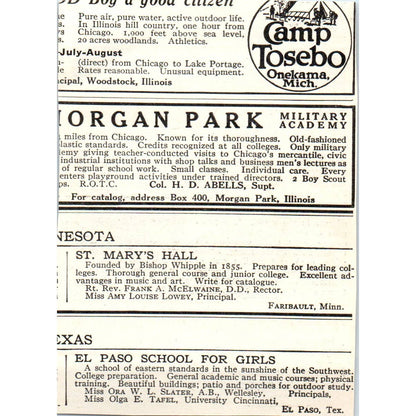 Boy a good citizen
Pure air, pure water, active outdoor life.
In Illinois hill country, one hour from
Chicago. 1,000 feet above sea level,
20 acres woodlands. Athletics.
-July-August
(direct) from Chicago to Lake Portage.
Rates reasonable. Unusual equipment.
cipal, Woodstock, Illinois
Camp
Tosebo
Onekama,
Mich.
MORGAN PARK MILITARY
ACADEMY
miles from Chicago. Known for its thoroughness. Old-fashioned
lastic standards. Credits recognized at all colleges. Only military
demy giving teacher-conducted visits to Chicago's mercantile, civic
industrial institutions with shop talks and business men's lectures as
of regular school work. Small classes. Individual care. Every
enters playground activities under trained directors. 2 Boy Scout
ps. R.O.T.C. Col. H. D. ABELLS, Supt.
For catalog, address Box 400, Morgan Park, Illinois
NESOTA
ST. MARY'S HALL
Founded by Bishop Whipple in 1855. Prepares for leading col-
leges. Thorough general course and junior college. Excellent ad-
vantages in music and art. Write for catalogue.
Rt. Rev. FRANK A. MCELWAINE, D.D., Rector.
Miss AMY LOUISE LOWEY, Principal.
FARIBAULT, Minn.
EXAS
EL PASO SCHOOL FOR GIRLS
A school of eastern standards in the sunshine of the Southwest.
College preparation. General academic and music courses; physical
training. Beautiful buildings; patio and porches for outdoor study.
Miss ORA W. L. SLATER, A.B., Wellesley. Principals.
Miss OLGA E. TAFEL, University Cincinnati,
EL PASO, Tex.